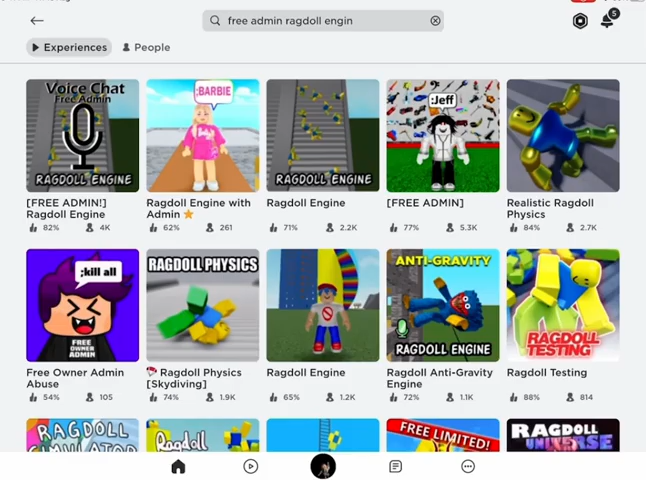 free admin ragdoll engin
5
Experiences
People
Voice Chat
Free Admin
RAGDOLL ENGINE
;BARBIE
RAGDOLL ENGINE
:Jeff
[FREE ADMIN!]
Ragdoll Engine
82% 4K
Ragdoll Engine with
Admin
62% 261
Ragdoll Engine
71% 2.2K
[FREE ADMIN]
77% 5.3K
Realistic Ragdoll
Physics
84% 2.7K
;kill all
FREE
OWNER
ADMIN
RAGDOLL PHYSICS
ANTI-GRAVITY
RAGDOLL ENGINE
RAGDOLL
TESTING
Free Owner Admin
Abuse
54% 105
Ragdoll Physics
[Skydiving]
74% 1.9K
Ragdoll Engine
65% 1.2K
Ragdoll Anti-Gravity
Engine
72% 1.1K
Ragdoll Testing
88% 814
RAGDOLL
SIMULATOR
Ragdoll
FREE LIMITED!
RAGDOLL
UNIVERSE